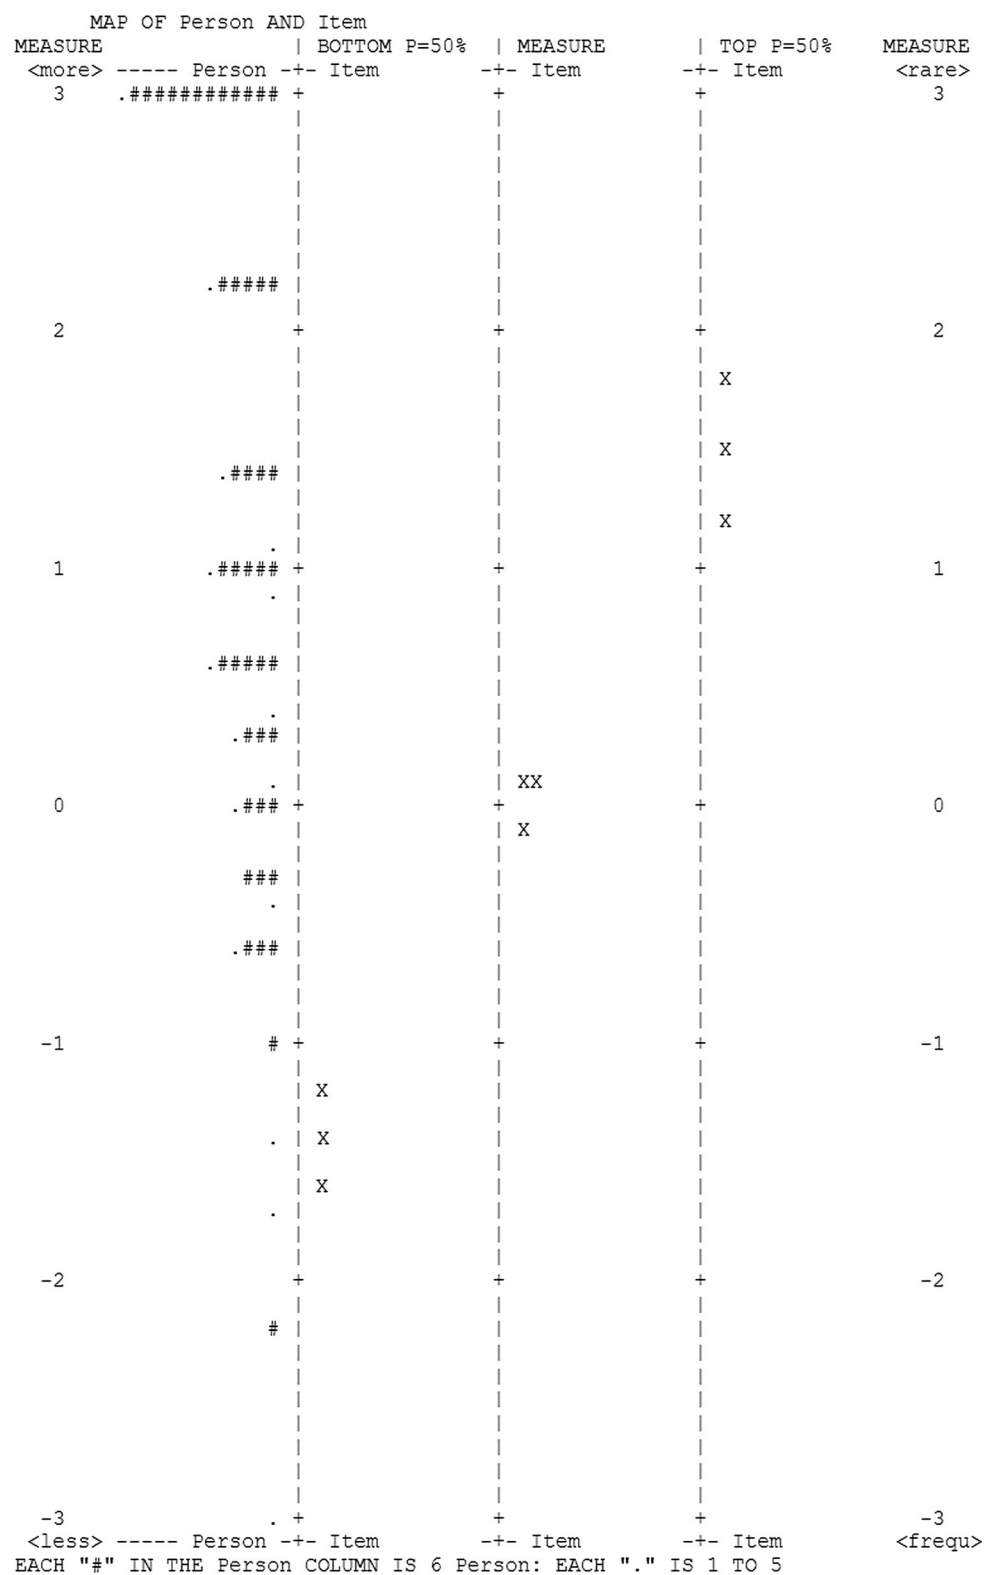 MAP OF Person AND Item
MEASURE | BOTTOM P=50% | MEASURE | TOP P=50% MEASURE
<more> ----- Person -+- Item -+- Item -+- Item <rare>
3 .############ + + + 3
| | |
| | |
| | |
| | |
| | |
| | |
| | |
.##### | | |
| | |
2 + + + 2
| | |
| | | X
| | |
| | |
| | | X
.#### | | |
| | |
| | | X
. | | |
1 .##### + + + 1
. | | |
| | |
| | |
.##### | | |
| | |
. | | |
.### | | |
| | |
. | | XX |
0 .### + + + 0
| | X |
| | |
### | | |
. | | |
| | |
.### | | |
| | |
| | |
| | |
-1 # + + + -1
| | |
| X | |
| | |
. | X | |
| | |
| X | |
. | | |
| | |
| | |
-2 + + + -2
| | |
# | | |
| | |
| | |
| | |
| | |
| | |
| | |
| | |
-3 . + + + -3
<less> ----- Person -+- Item -+- Item -+- Item <frequ>
EACH "#" IN THE Person COLUMN IS 6 Person: EACH "." IS 1 TO 5